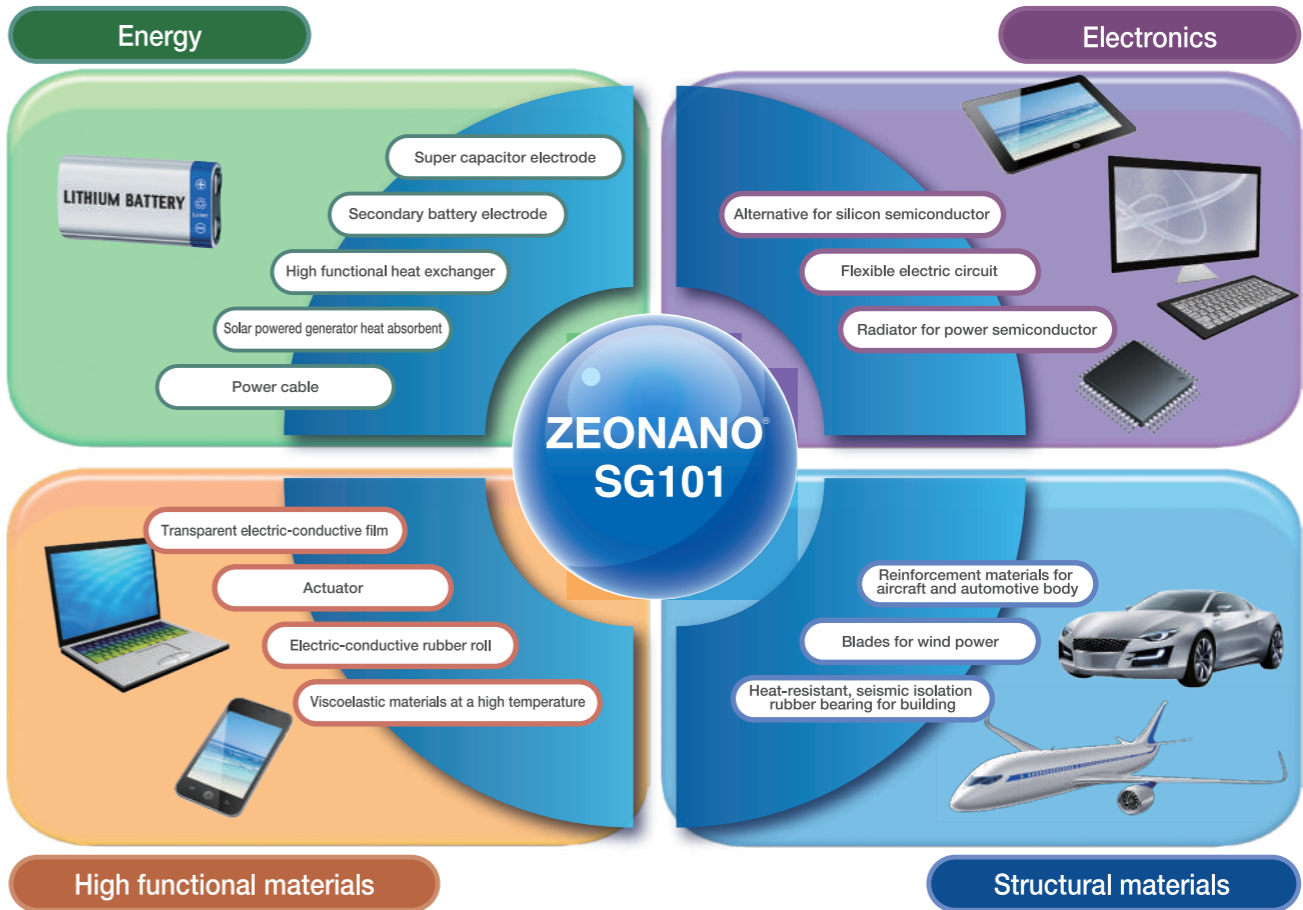 Energy
Electronics
LITHIUM BATTERY
Super capacitor electrode
Secondary battery electrode
High functional heat exchanger
Solar powered generator heat absorbent
Power cable
Alternative for silicon semiconductor
Flexible electric circuit
Radiator for power semiconductor
ZEONANO®
SG101
Transparent electric-conductive film
Actuator
Electric-conductive rubber roll
Viscoelastic materials at a high temperature
Reinforcement materials for
aircraft and automotive body
Blades for wind power
Heat-resistant, seismic isolation
rubber bearing for building
High functional materials
Structural materials